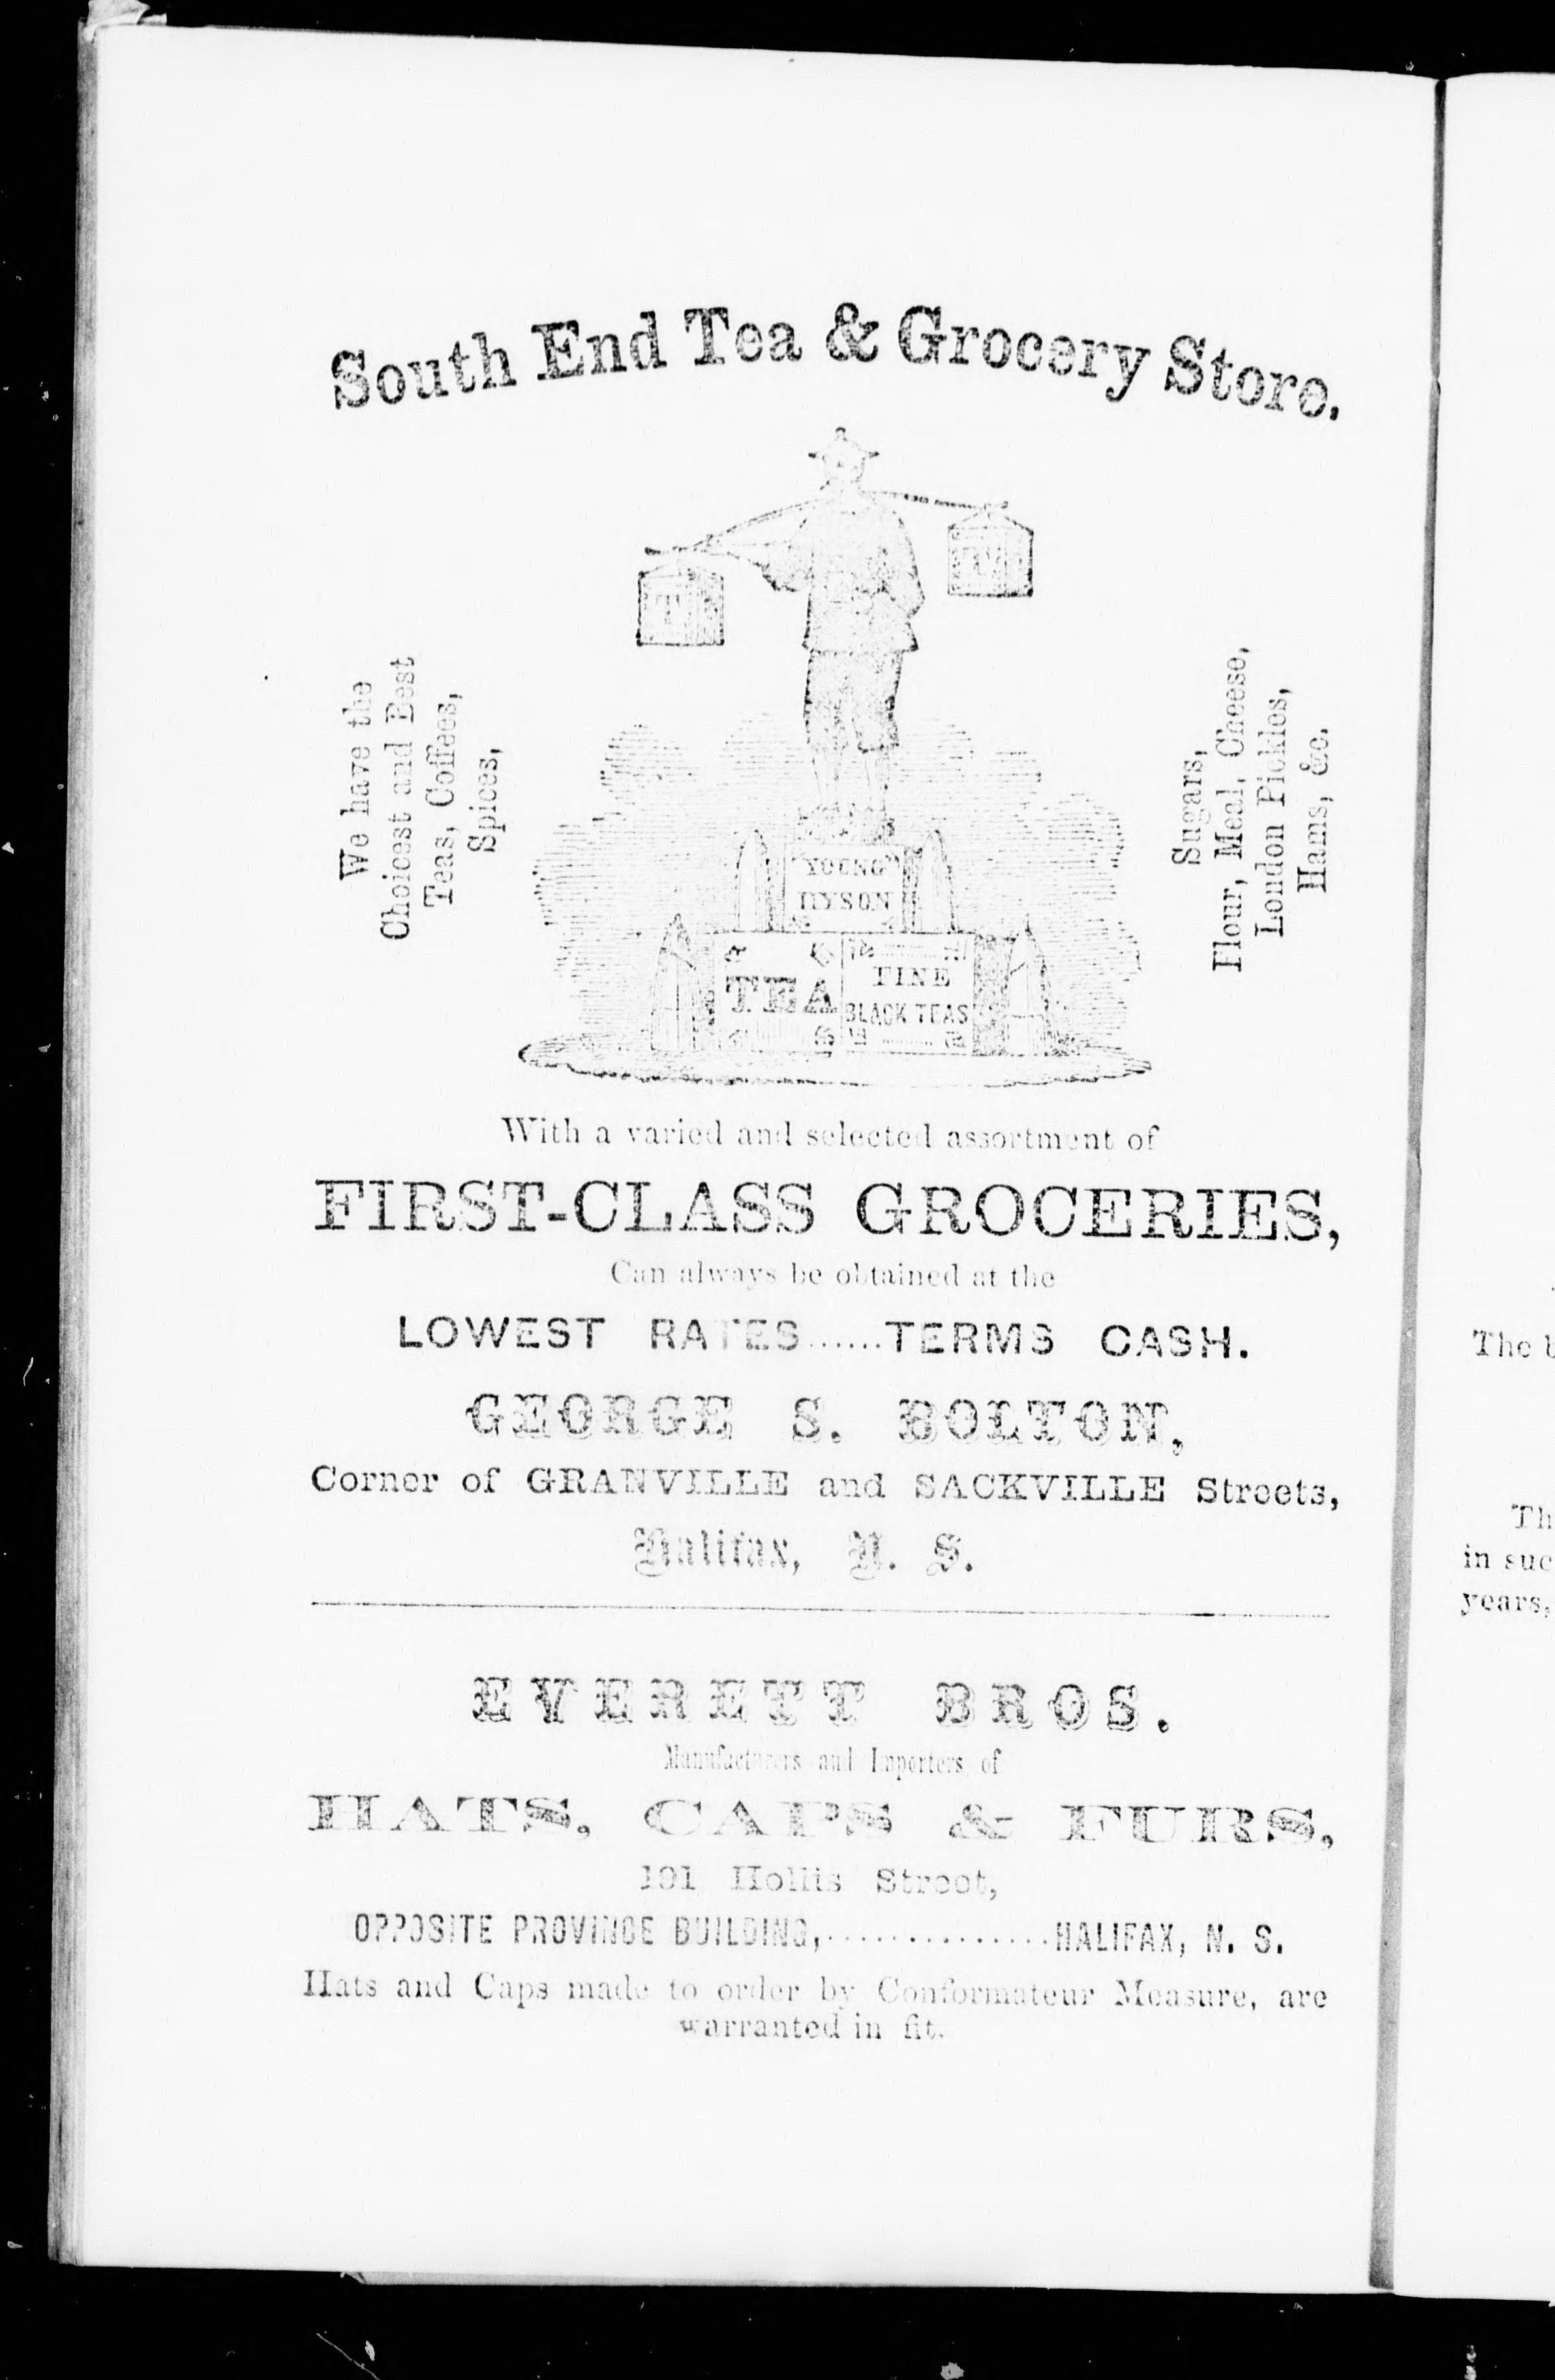 South End Tea & Grocery Store.
We have the
Choicest and Best
Teas, Coffees,
Spices,
T
"YOUNG"
HYSON
TEA
FINE
BLACK TEAS
Sugars,
Flour, Meal, Cheese,
London Pickles,
Hams, &c.
With a varied and selected assortment of
FIRST-CLASS GROCERIES,
Can always be obtained at the
LOWEST RATES......TERMS CASH.
GEORGE S. BOLTON,
Corner of GRANVILLE and SACKVILLE Streets,
Halifax, N. S.
EVERETT BROS.
Manufacturers and Importers of
HATS, CAPS & FURS,
191 Hollis Street,
OPPOSITE PROVINCE BUILDING,...............HALIFAX, N. S.
Hats and Caps made to order by Conformateur Measure, are
warranted in fit.
The
Th
in suc
years,